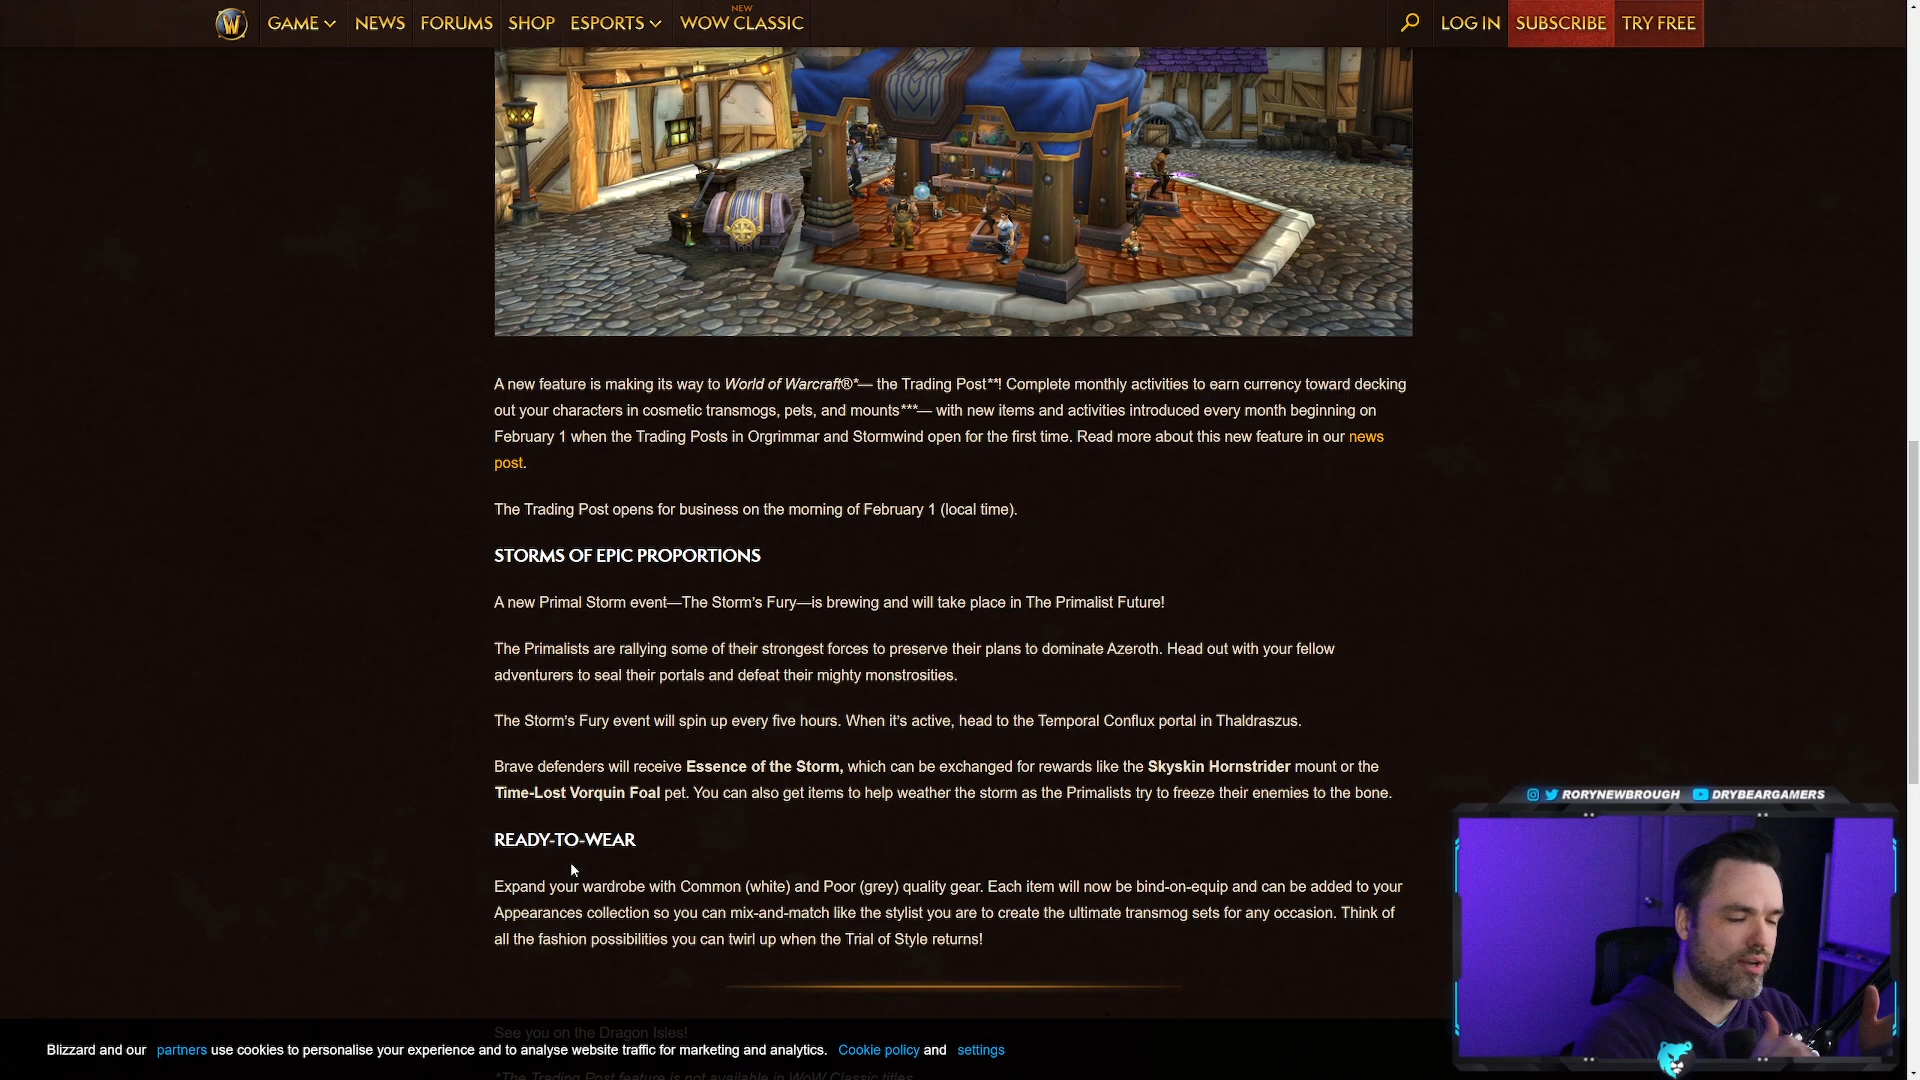 GAME
NEWS
FORUMS
SHOP
ESPORTS
NEW
WOW CLASSIC
LOG IN
SUBSCRIBE
TRY FREE
A new feature is making its way to World of Warcraft®*— the Trading Post**! Complete monthly activities to earn currency toward decking
out your characters in cosmetic transmogs, pets, and mounts***— with new items and activities introduced every month beginning on
February 1 when the Trading Posts in Orgrimmar and Stormwind open for the first time. Read more about this new feature in our news
post.
The Trading Post opens for business on the morning of February 1 (local time).
STORMS OF EPIC PROPORTIONS
A new Primal Storm event—The Storm's Fury—is brewing and will take place in The Primalist Future!
The Primalists are rallying some of their strongest forces to preserve their plans to dominate Azeroth. Head out with your fellow
adventurers to seal their portals and defeat their mighty monstrosities.
The Storm's Fury event will spin up every five hours. When it's active, head to the Temporal Conflux portal in Thaldraszus.
Brave defenders will receive Essence of the Storm, which can be exchanged for rewards like the Skyskin Hornstrider mount or the
Time-Lost Vorquin Foal pet. You can also get items to help weather the storm as the Primalists try to freeze their enemies to the bone.
RORYNEWBROUGH DRYBEARGAMERS
READY-TO-WEAR
Expand your wardrobe with Common (white) and Poor (grey) quality gear. Each item will now be bind-on-equip and can be added to your
Appearances collection so you can mix-and-match like the stylist you are to create the ultimate transmog sets for any occasion. Think of
all the fashion possibilities you can twirl up when the Trial of Style returns!
See you on the Dragon Isles!
Blizzard and our partners use cookies to personalise your experience and to analyse website traffic for marketing and analytics. Cookie policy and settings
*The Trading Post feature is not available in WoW Classic titles